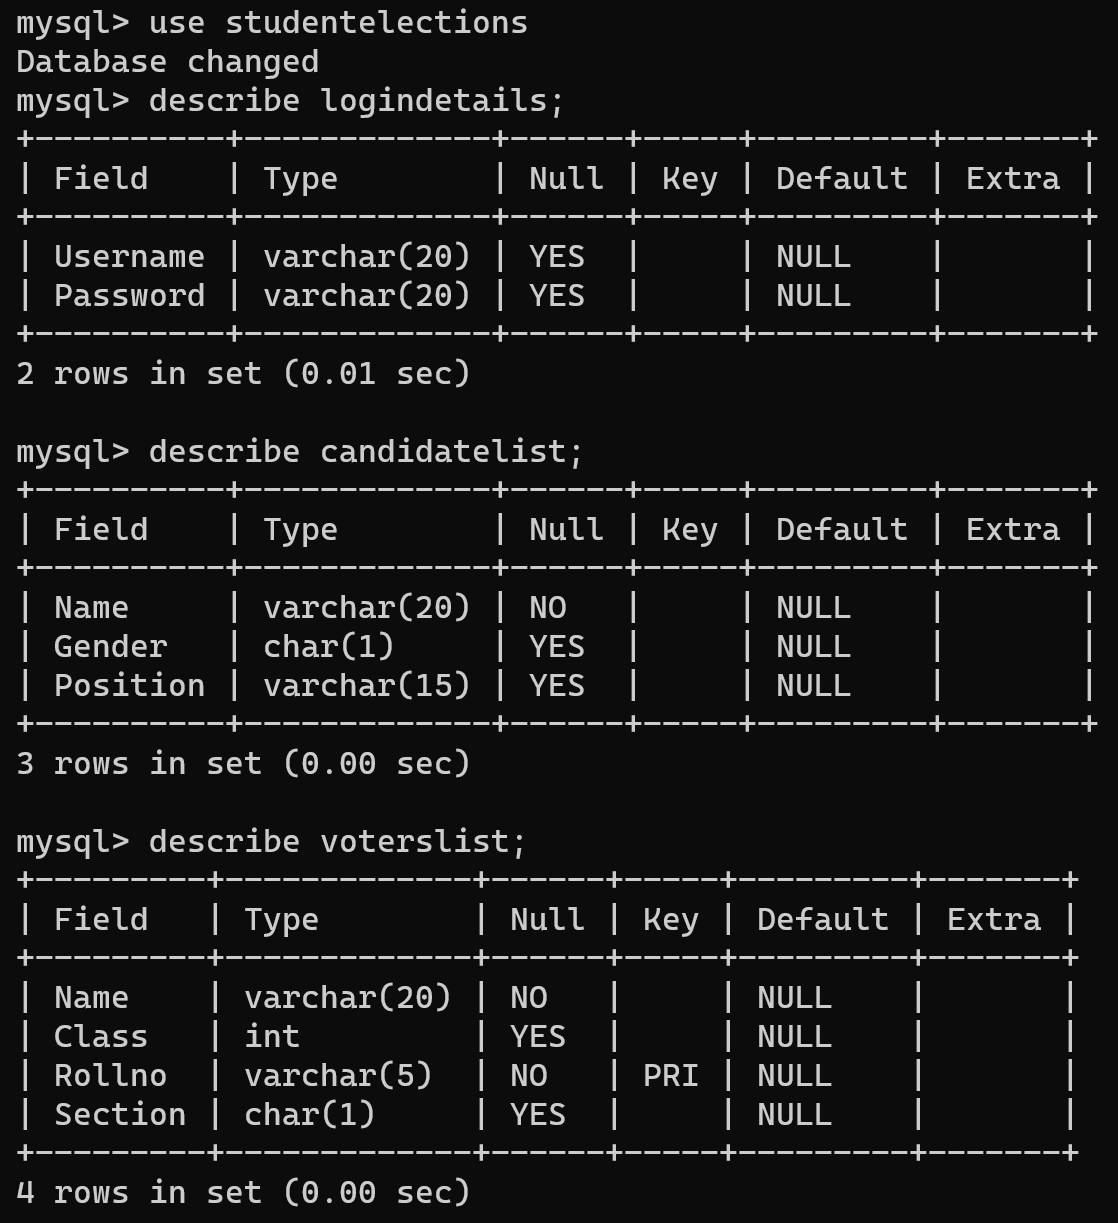 mysql> use studentelections
Database changed
mysql> describe logindetails;
+----------+-------------+------+-----+---------+-------+
| Field    | Type        | Null | Key | Default | Extra |
+----------+-------------+------+-----+---------+-------+
| Username | varchar(20) | YES  |     | NULL    |       |
| Password | varchar(20) | YES  |     | NULL    |       |
+----------+-------------+------+-----+---------+-------+
2 rows in set (0.01 sec)

mysql> describe candidatelist;
+----------+-------------+------+-----+---------+-------+
| Field    | Type        | Null | Key | Default | Extra |
+----------+-------------+------+-----+---------+-------+
| Name     | varchar(20) | NO   |     | NULL    |       |
| Gender   | char(1)     | YES  |     | NULL    |       |
| Position | varchar(15) | YES  |     | NULL    |       |
+----------+-------------+------+-----+---------+-------+
3 rows in set (0.00 sec)

mysql> describe voterslist;
+---------+-------------+------+-----+---------+-------+
| Field   | Type        | Null | Key | Default | Extra |
+---------+-------------+------+-----+---------+-------+
| Name    | varchar(20) | NO   |     | NULL    |       |
| Class   | int         | YES  |     | NULL    |       |
| Rollno  | varchar(5)  | NO   | PRI | NULL    |       |
| Section | char(1)     | YES  |     | NULL    |       |
+---------+-------------+------+-----+---------+-------+
4 rows in set (0.00 sec)